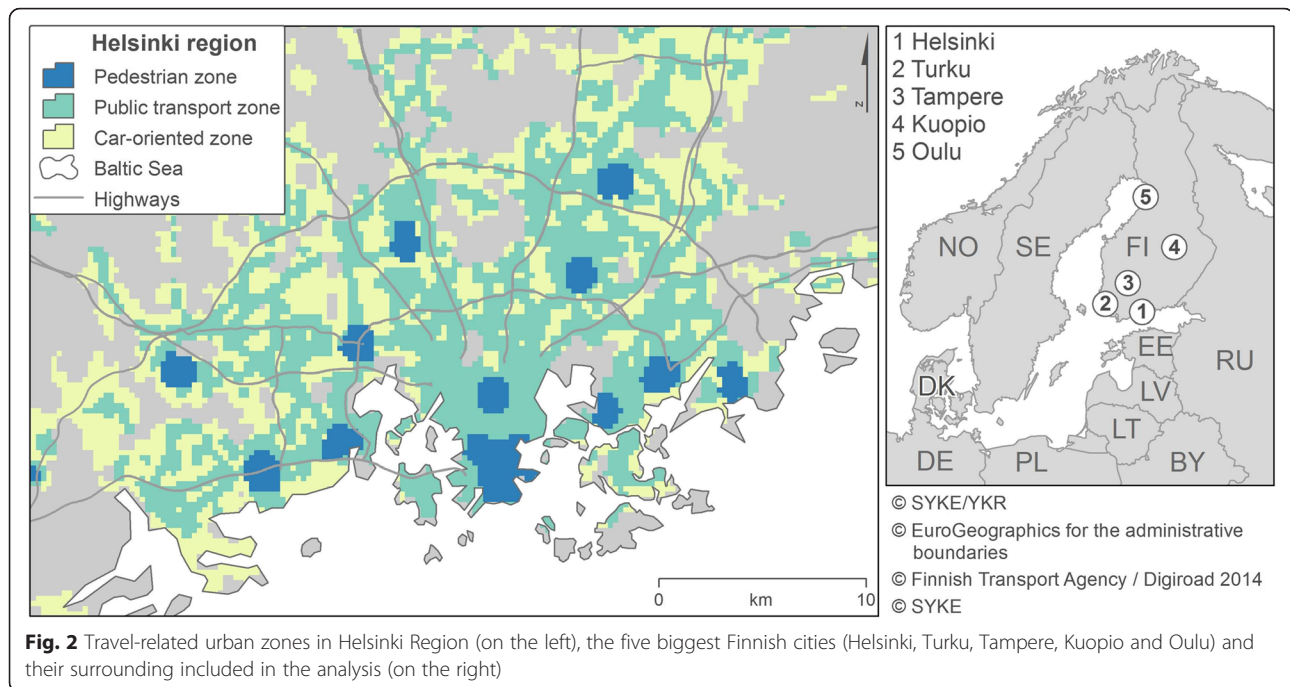 Helsinki region
Pedestrian zone
Public transport zone
Car-oriented zone
Baltic Sea
Highways
z
0 km 10
1 Helsinki
2 Turku
3 Tampere
4 Kuopio
5 Oulu
5
NO SE FI 4
3
2 1
EE
RU
DK LV
LT
DE PL BY
© SYKE/YKR
© EuroGeographics for the administrative
boundaries
© Finnish Transport Agency / Digiroad 2014
© SYKE
Fig. 2 Travel-related urban zones in Helsinki Region (on the left), the five biggest Finnish cities (Helsinki, Turku, Tampere, Kuopio and Oulu) and
their surrounding included in the analysis (on the right)